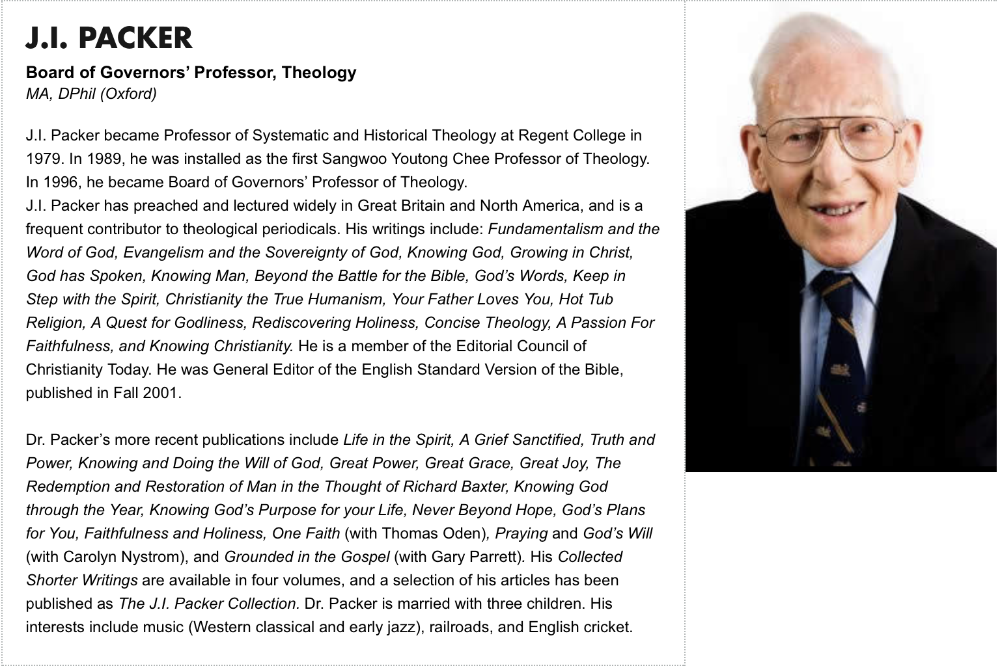 J.I. PACKER
Board of Governors’ Professor, Theology
MA, DPhil (Oxford)
J.I. Packer became Professor of Systematic and Historical Theology at Regent College in
1979. In 1989, he was installed as the first Sangwoo Youtong Chee Professor of Theology.
In 1996, he became Board of Governors’ Professor of Theology.
J.I. Packer has preached and lectured widely in Great Britain and North America, and is a
frequent contributor to theological periodicals. His writings include: Fundamentalism and the
Word of God, Evangelism and the Sovereignty of God, Knowing God, Growing in Christ,
God has Spoken, Knowing Man, Beyond the Battle for the Bible, God’s Words, Keep in
Step with the Spirit, Christianity the True Humanism, Your Father Loves You, Hot Tub
Religion, A Quest for Godliness, Rediscovering Holiness, Concise Theology, A Passion For
Faithfulness, and Knowing Christianity. He is a member of the Editorial Council of
Christianity Today. He was General Editor of the English Standard Version of the Bible,
published in Fall 2001.
Dr. Packer’s more recent publications include Life in the Spirit, A Grief Sanctified, Truth and
Power, Knowing and Doing the Will of God, Great Power, Great Grace, Great Joy, The
Redemption and Restoration of Man in the Thought of Richard Baxter, Knowing God
through the Year, Knowing God’s Purpose for your Life, Never Beyond Hope, God’s Plans
for You, Faithfulness and Holiness, One Faith (with Thomas Oden), Praying and God’s Will
(with Carolyn Nystrom), and Grounded in the Gospel (with Gary Parrett). His Collected
Shorter Writings are available in four volumes, and a selection of his articles has been
published as The J.I. Packer Collection. Dr. Packer is married with three children. His
interests include music (Western classical and early jazz), railroads, and English cricket.